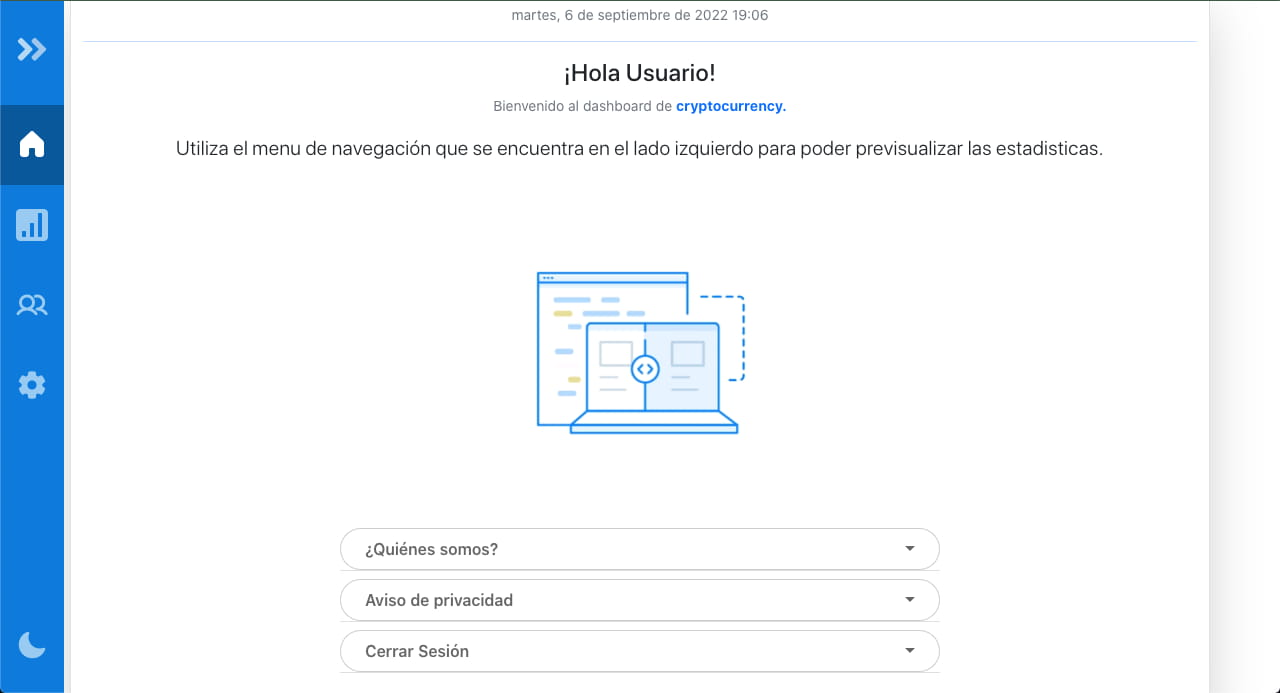 martes, 6 de septiembre de 2022 19:06
¡Hola Usuario!
Bienvenido al dashboard de cryptocurrency.
Utiliza el menu de navegación que se encuentra en el lado izquierdo para poder previsualizar las estadisticas.
¿Quiénes somos?
Aviso de privacidad
Cerrar Sesión